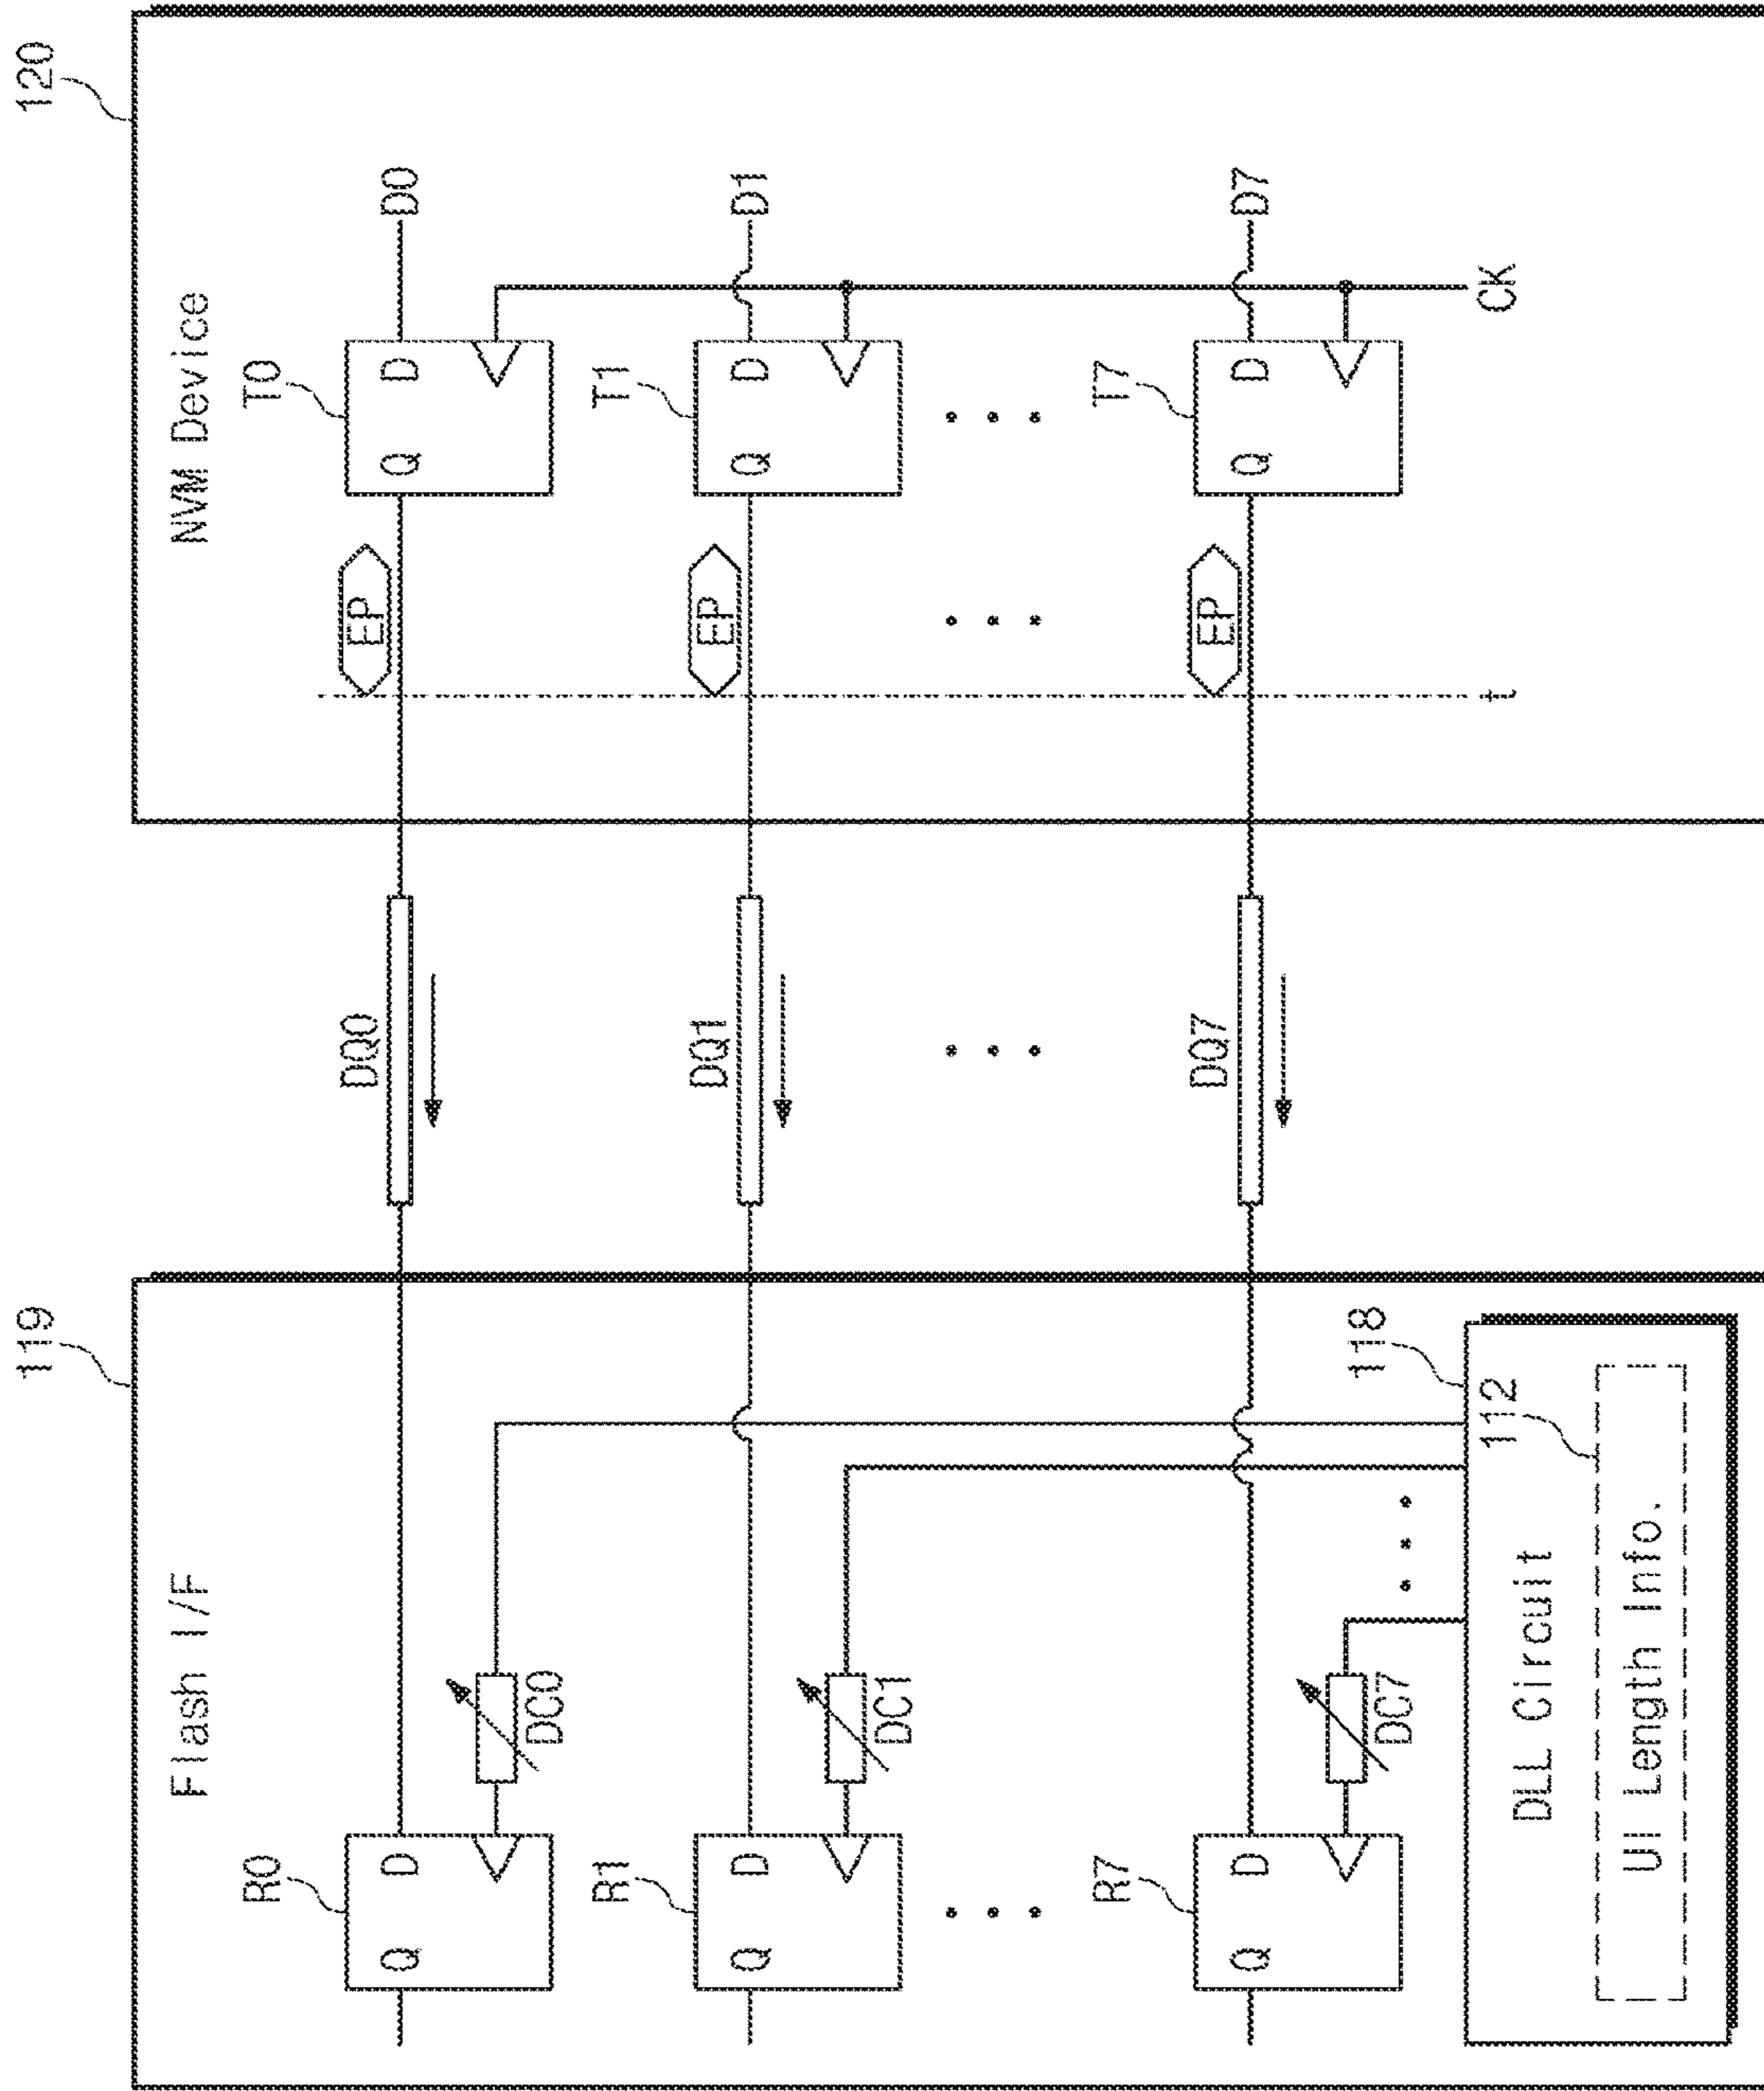 119
Flash I/F
R0
Q
D
DC0
R1
Q
D
DC1
R7
Q
D
DC7
DLL Circuit
118
112
UI Length Info.
DQ0
DQ1
DQ7
120
NVM Device
EP
T0
Q
D
D0
EP
T1
Q
D
D1
EP
T7
Q
D
D7
t
CK